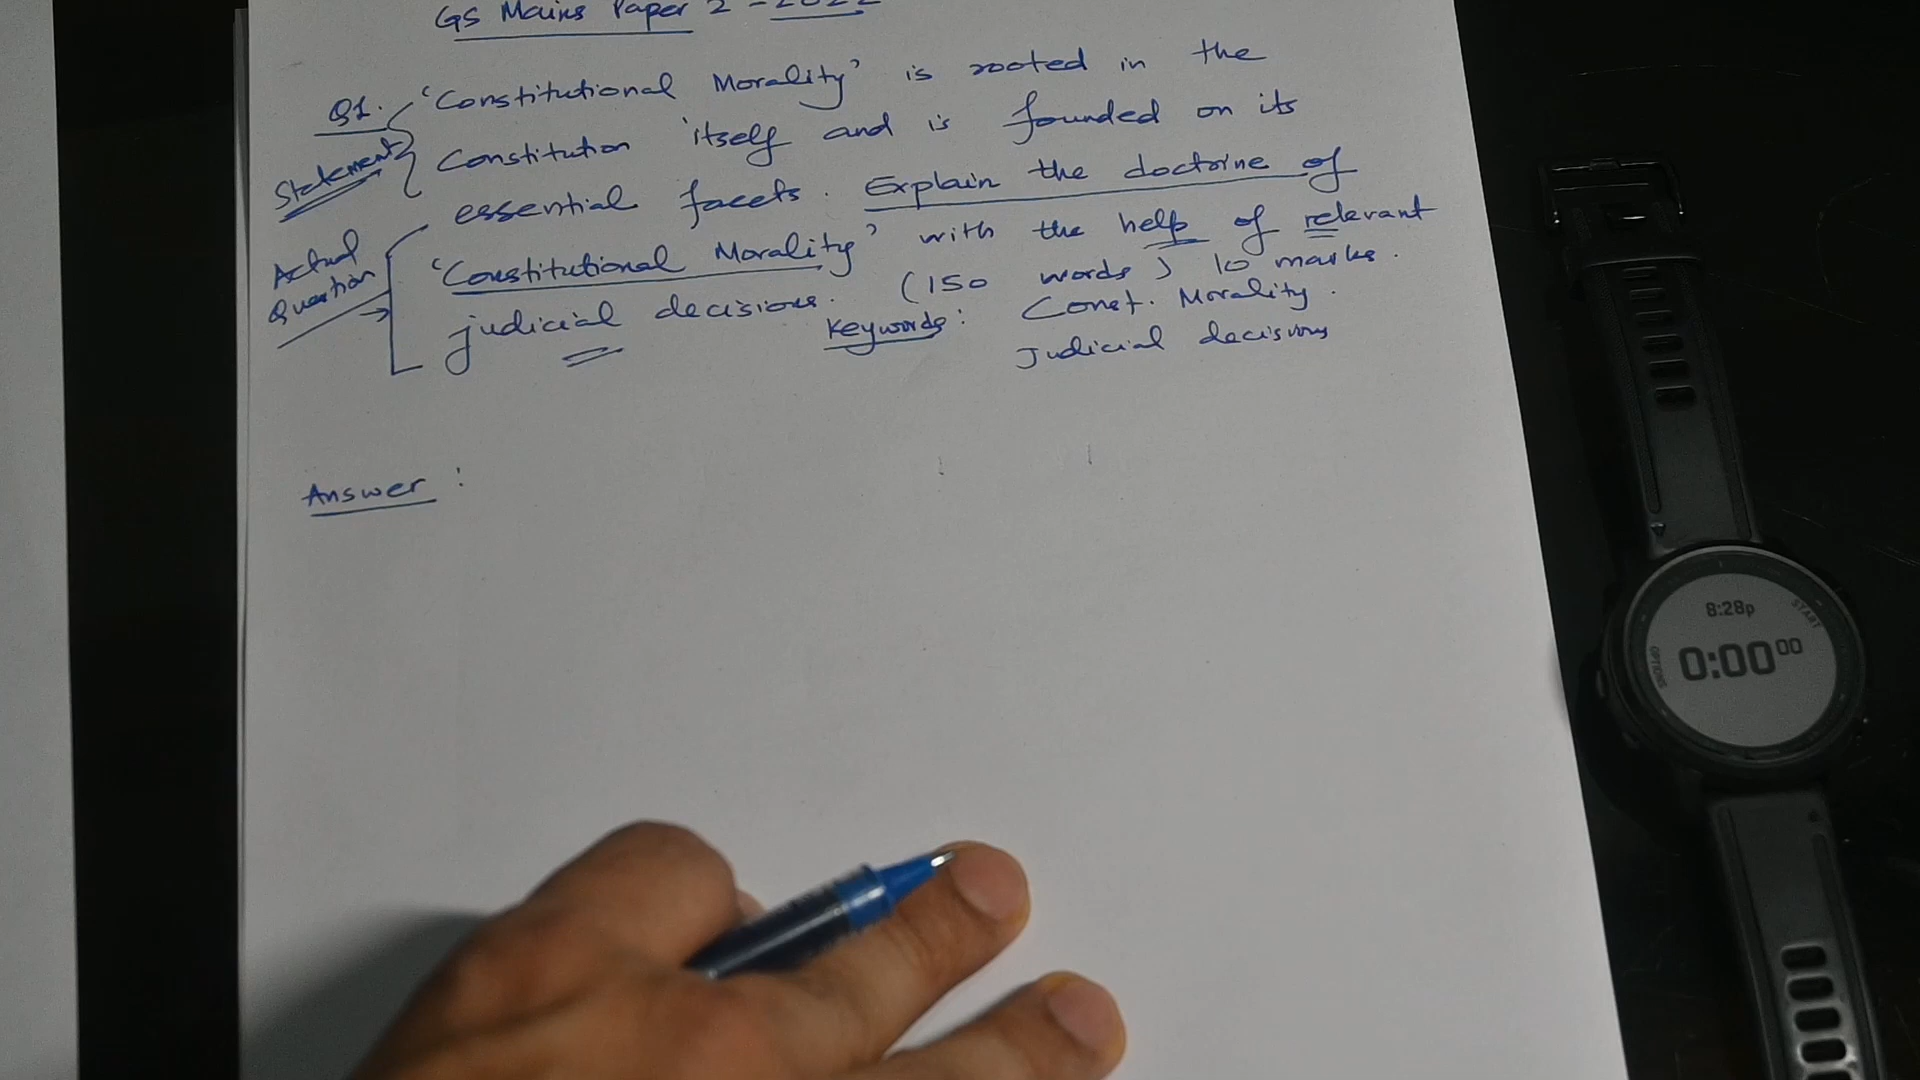 GS Mains Paper 2 - 2022
Q1. 'Constitutional Morality' is rooted in the
Constitution itself and is founded on its
Statement
essential facets. Explain the doctrine of
Actual
Question
'Constitutional Morality' with the help of relevant
judicial decisions. (150 words) 10 marks.
Keywords: Const. Morality.
Judicial decisions
Answer :
8:28p
START
0:00 00
OPTIONS